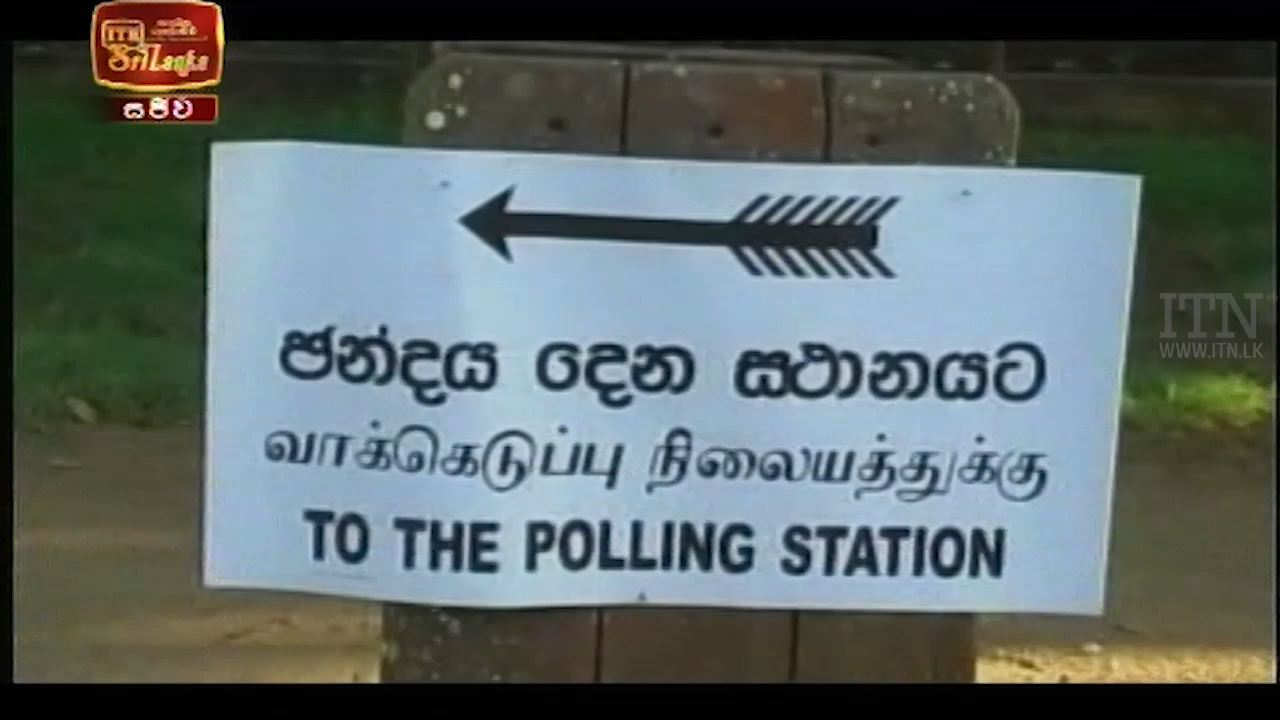 ITN
Sri Lanka
සජීව
ඡන්දය දෙන ස්ථානයට
வாக்கெடுப்பு நிலையத்துக்கு
TO THE POLLING STATION
ITN
WWW.ITN.LK